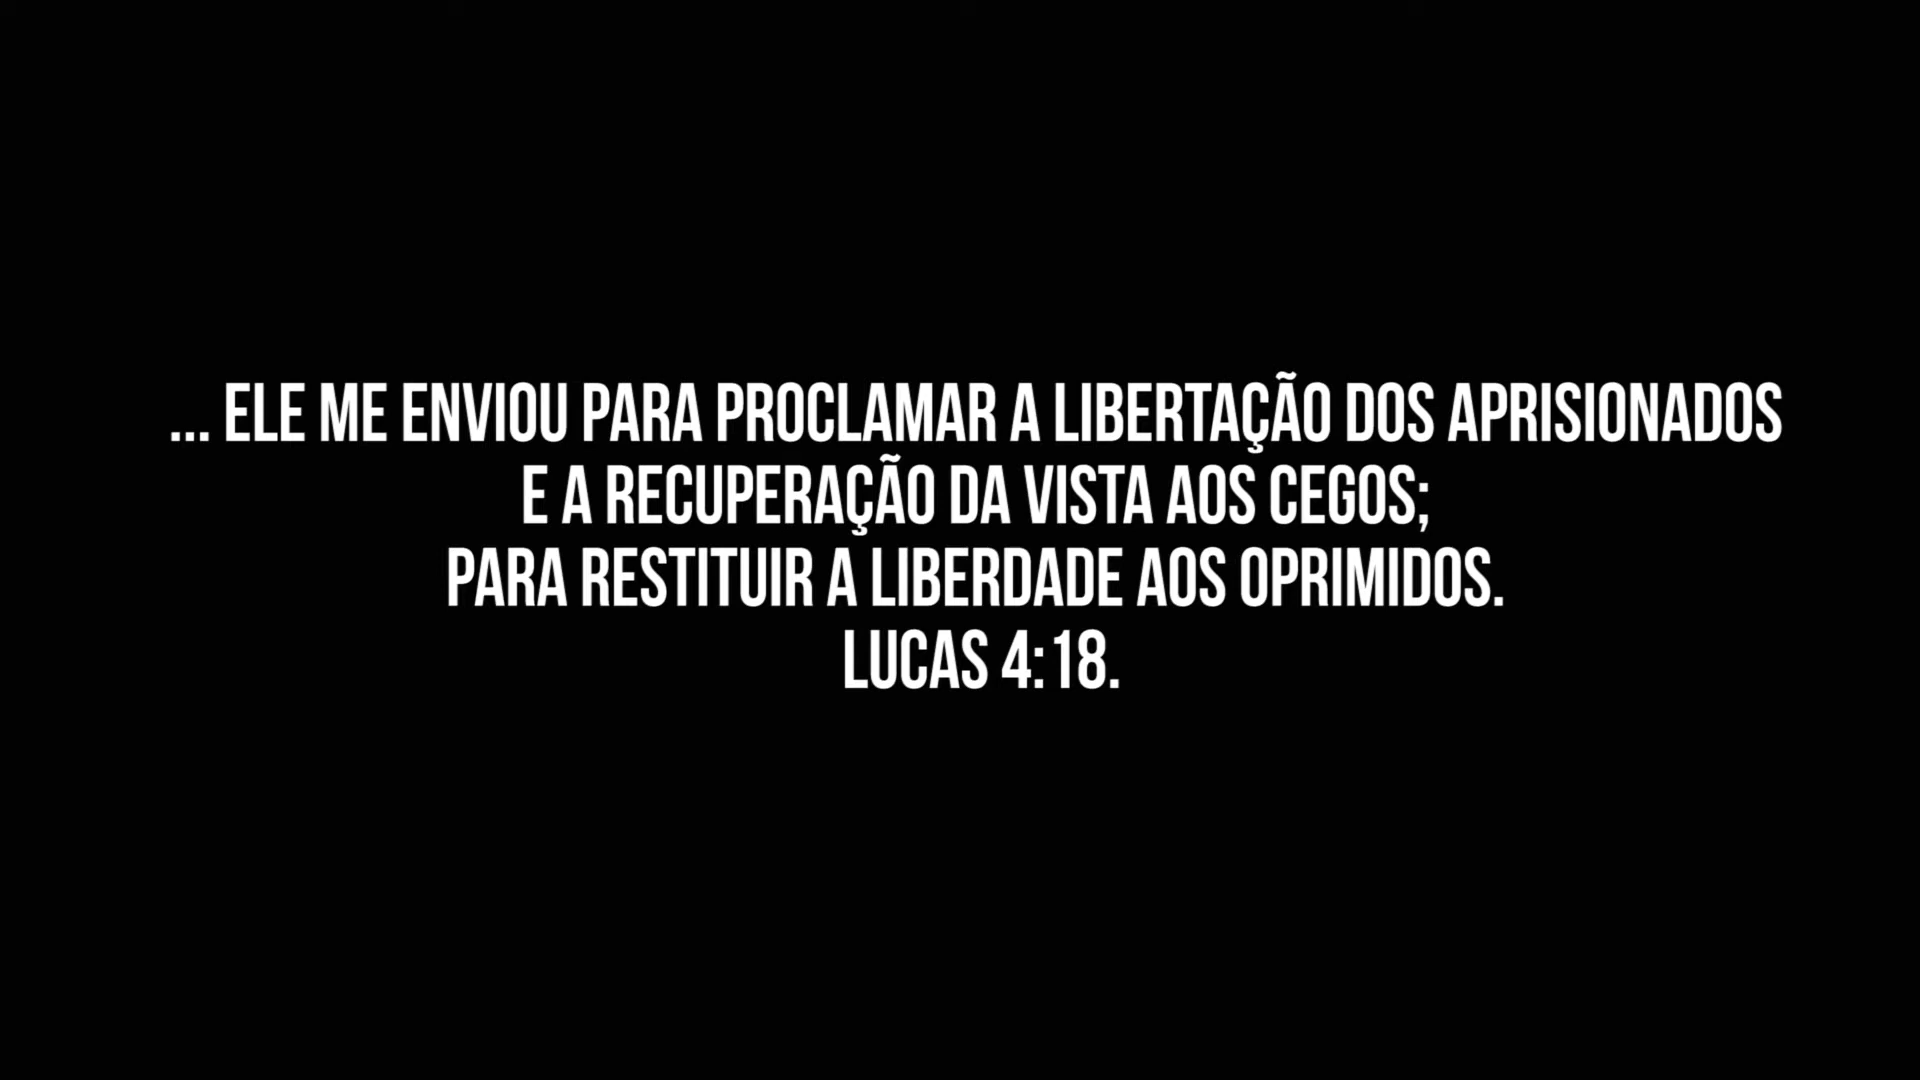 ... ELE ME ENVIOU PARA PROCLAMAR A LIBERTAÇÃO DOS APRISIONADOS
E A RECUPERAÇÃO DA VISTA AOS CEGOS;
PARA RESTITUIR A LIBERDADE AOS OPRIMIDOS.
LUCAS 4:18.